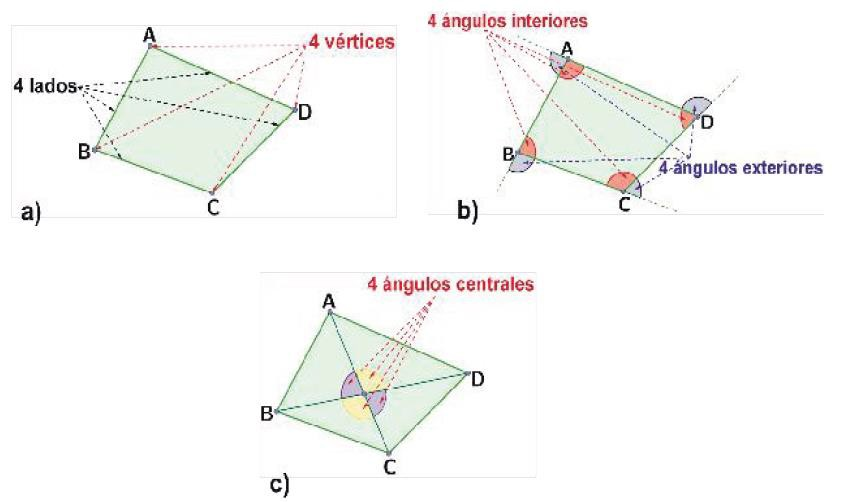 A
4 vértices
4 lados
D
B
C
a)
4 ángulos interiores
A
D
B
4 ángulos exteriores
C
b)
4 ángulos centrales
A
D
B
C
c)